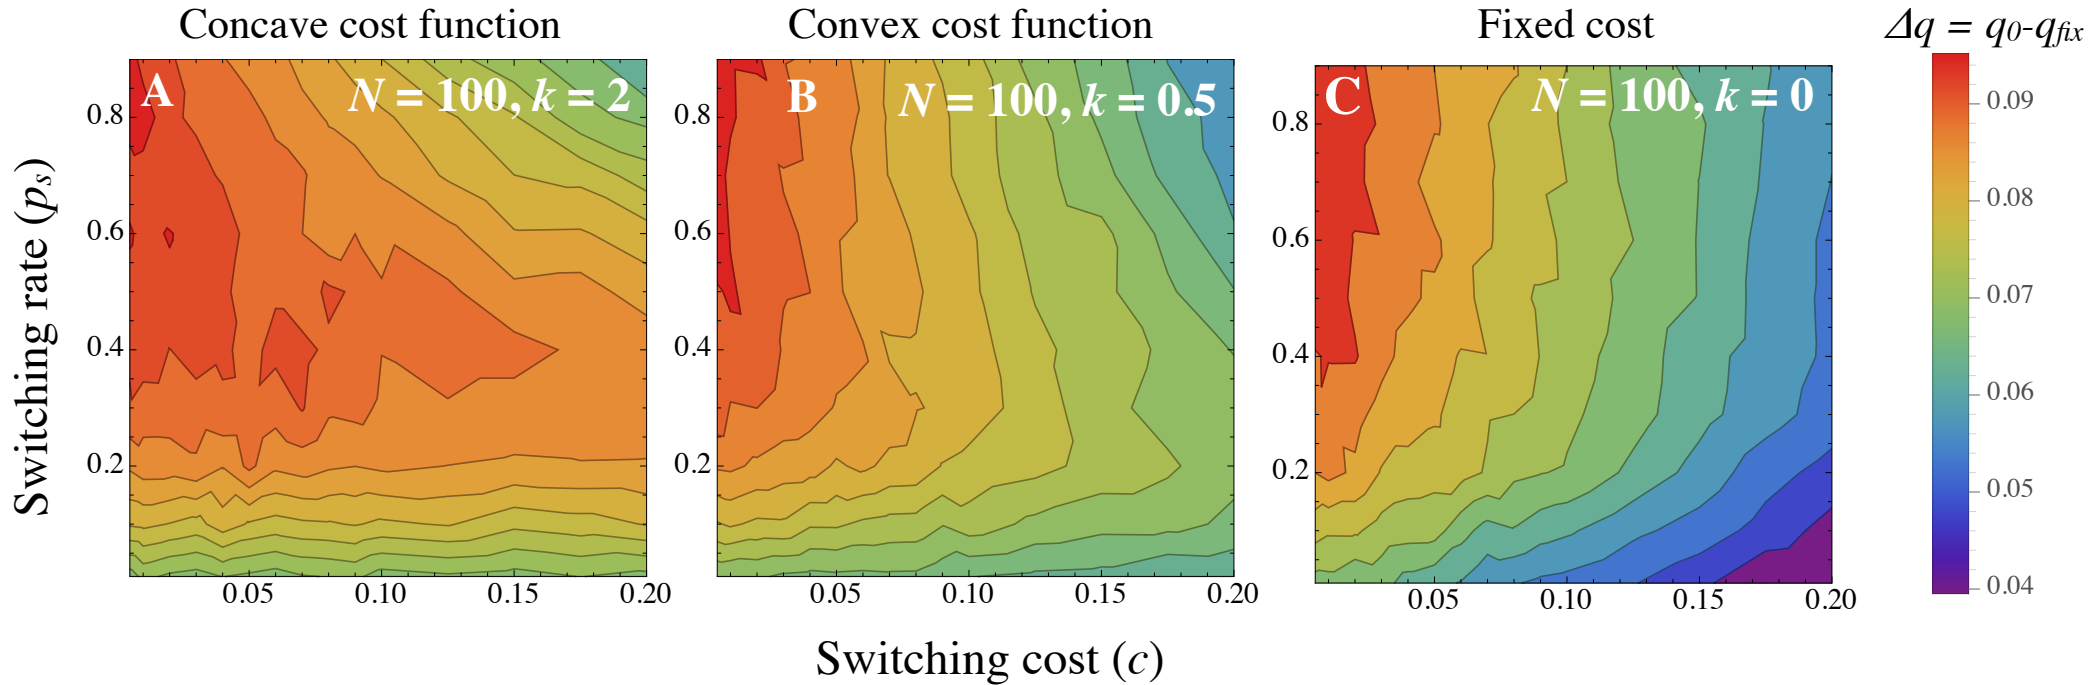 Concave cost function
Convex cost function
Fixed cost
Δq = q0-qfix
A
N = 100, k = 2
B
N = 100, k = 0.5
C
N = 100, k = 0
Switching rate (ps)
0.8
0.6
0.4
0.2
0.05
0.10
0.15
0.20
0.8
0.6
0.4
0.2
0.05
0.10
0.15
0.20
0.8
0.6
0.4
0.2
0.05
0.10
0.15
0.20
0.09
0.08
0.07
0.06
0.05
0.04
Switching cost (c)